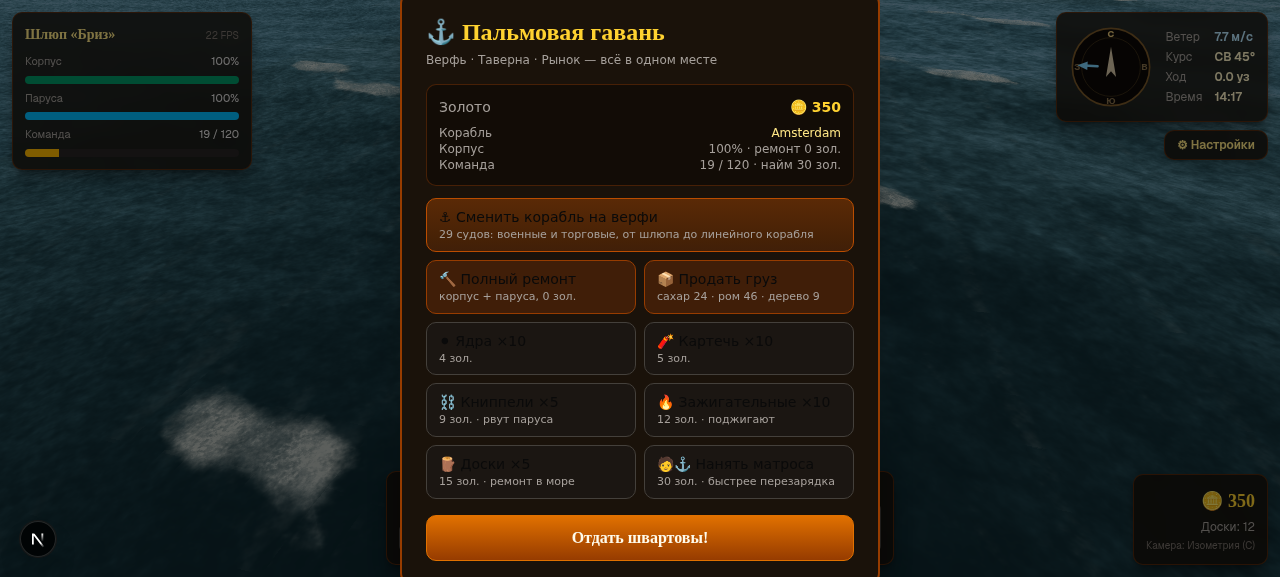 Шлюп «Бриз» 22 FPS
Корпус 100%
Паруса 100%
Команда 19 / 120
⚓ Пальмовая гавань
Верфь · Таверна · Рынок — всё в одном месте
Золото 🪙 350
Корабль Amsterdam
Корпус 100% · ремонт 0 зол.
Команда 19 / 120 · найм 30 зол.
⚓ Сменить корабль на верфи
29 судов: военные и торговые, от шлюпа до линейного корабля
🔨 Полный ремонт
корпус + паруса, 0 зол.
📦 Продать груз
сахар 24 · ром 46 · дерево 9
⚫ Ядра ×10
4 зол.
🧨 Картечь ×10
5 зол.
⛓️ Книппели ×5
9 зол. · рвут паруса
🔥 Зажигательные ×10
12 зол. · поджигают
🪵 Доски ×5
15 зол. · ремонт в море
🧑⚓ Нанять матроса
30 зол. · быстрее перезарядка
Отдать швартовы!
С
З В
Ю
Ветер 7.7 м/с
Курс СВ 45°
Ход 0.0 уз
Время 14:17
⚙ Настройки
🪙 350
Доски: 12
Камера: Изометрия (C)
N